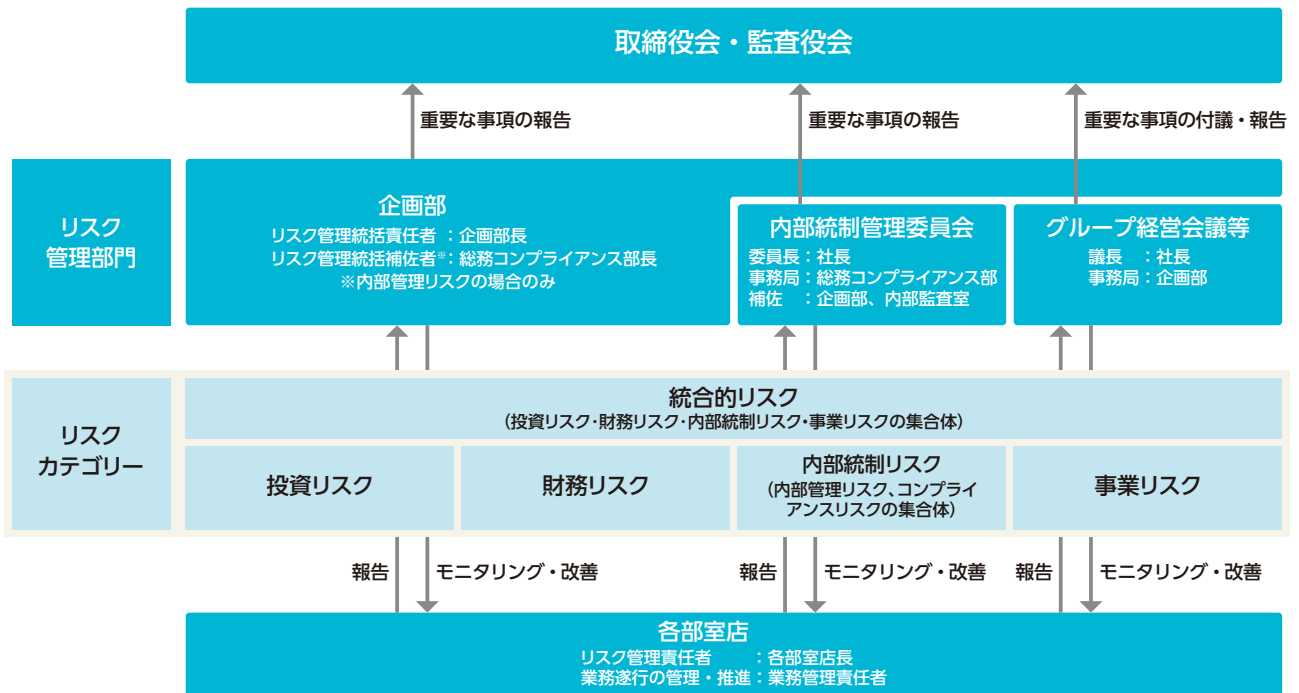 取締役会・監査役会
重要な事項の報告
重要な事項の報告
重要な事項の付議・報告
リスク
管理部門
企画部
リスク管理統括責任者 ：企画部長
リスク管理統括補佐者※：総務コンプライアンス部長
※内部管理リスクの場合のみ
内部統制管理委員会
委員長：社長
事務局：総務コンプライアンス部
補佐 ：企画部、内部監査室
グループ経営会議等
議長 ：社長
事務局：企画部
リスク
カテゴリー
統合的リスク
(投資リスク・財務リスク・内部統制リスク・事業リスクの集合体)
投資リスク
財務リスク
内部統制リスク
(内部管理リスク、コンプライ
アンスリスクの集合体)
事業リスク
報告
モニタリング・改善
報告
モニタリング・改善
報告
モニタリング・改善
各部室店
リスク管理責任者 ：各部室店長
業務遂行の管理・推進：業務管理責任者